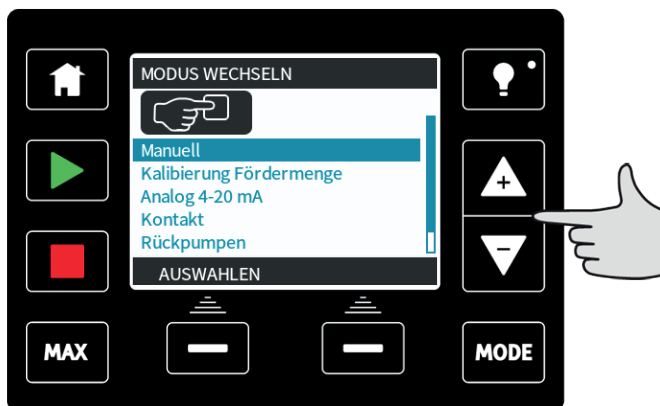 MODUS WECHSELN
Manuell
Kalibierung Fördermenge
Analog 4-20 mA
Kontakt
Rückpumpen
AUSWAHLEN
+
−
MAX
MODE